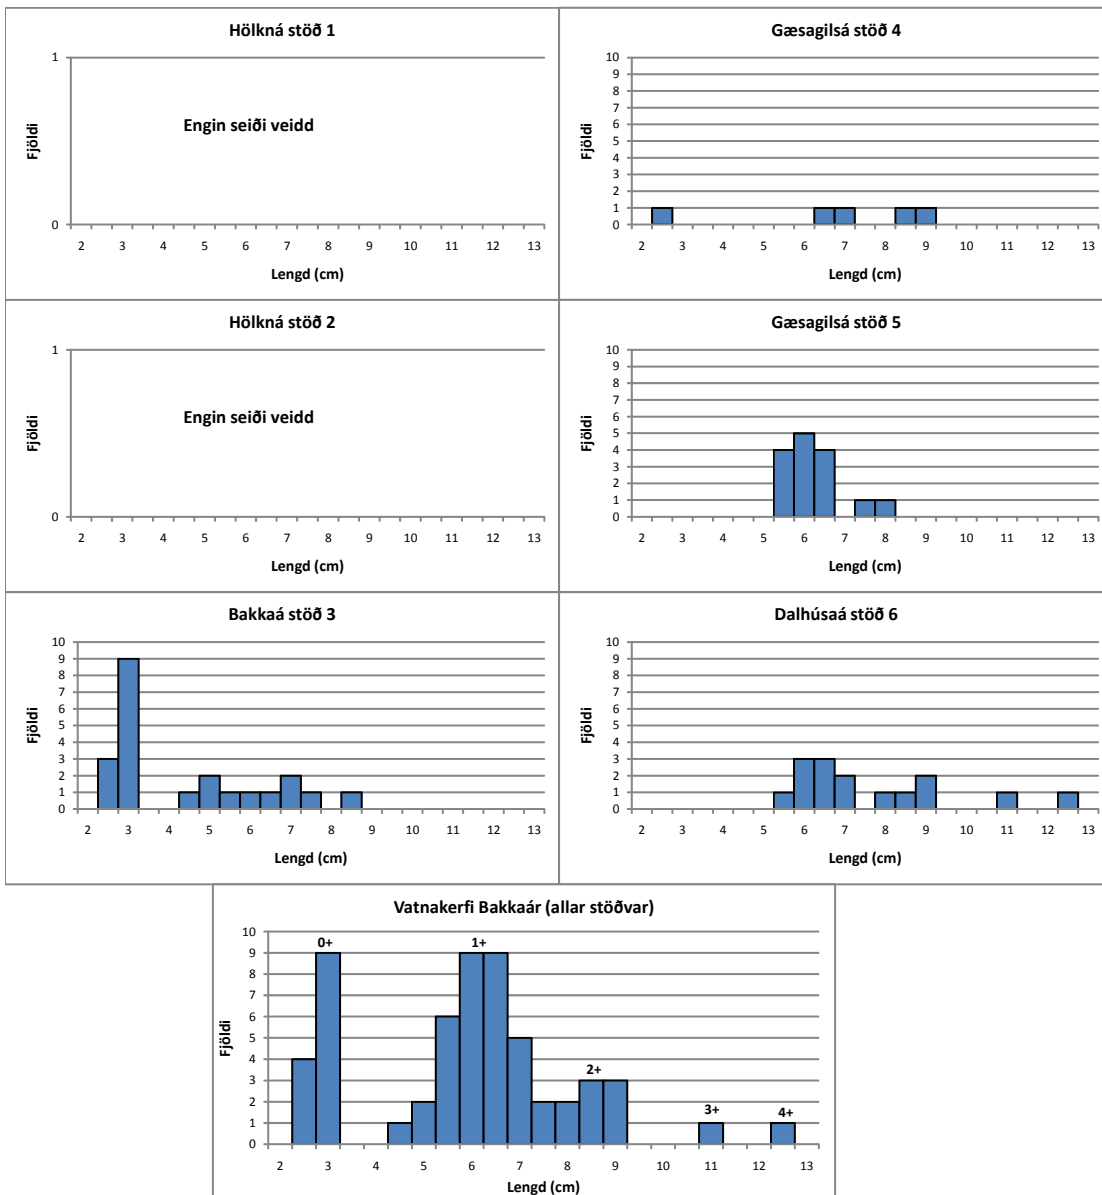 Hölkná stöð 1
1
Engin seiði veidd
Fjöldi
0
2 3 4 5 6 7 8 9 10 11 12 13
Lengd (cm)
Gæsagilsá stöð 4
10
9
8
7
6
5
4
3
2
1
0
Fjöldi
2 3 4 5 6 7 8 9 10 11 12 13
Lengd (cm)
Hölkná stöð 2
1
Engin seiði veidd
Fjöldi
0
2 3 4 5 6 7 8 9 10 11 12 13
Lengd (cm)
Gæsagilsá stöð 5
10
9
8
7
6
5
4
3
2
1
0
Fjöldi
2 3 4 5 6 7 8 9 10 11 12 13
Lengd (cm)
Bakkaá stöð 3
10
9
8
7
6
5
4
3
2
1
0
Fjöldi
2 3 4 5 6 7 8 9 10 11 12 13
Lengd (cm)
Dalhúsaá stöð 6
10
9
8
7
6
5
4
3
2
1
0
Fjöldi
2 3 4 5 6 7 8 9 10 11 12 13
Lengd (cm)
Vatnakerfi Bakkaár (allar stöðvar)
10
9
8
7
6
5
4
3
2
1
0
Fjöldi
0+ 1+
2+
3+ 4+
2 3 4 5 6 7 8 9 10 11 12 13
Lengd (cm)